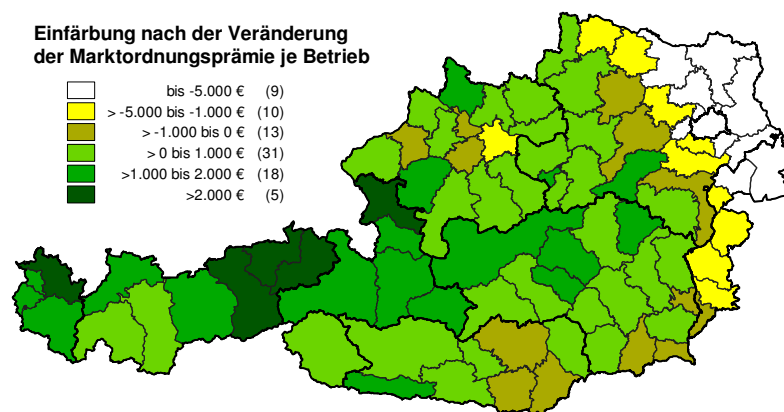 Einfärbung nach der Veränderung
der Marktordnungsprämie je Betrieb
bis -5.000 € (9)
> -5.000 bis -1.000 € (10)
> -1.000 bis 0 € (13)
> 0 bis 1.000 € (31)
>1.000 bis 2.000 € (18)
>2.000 € (5)